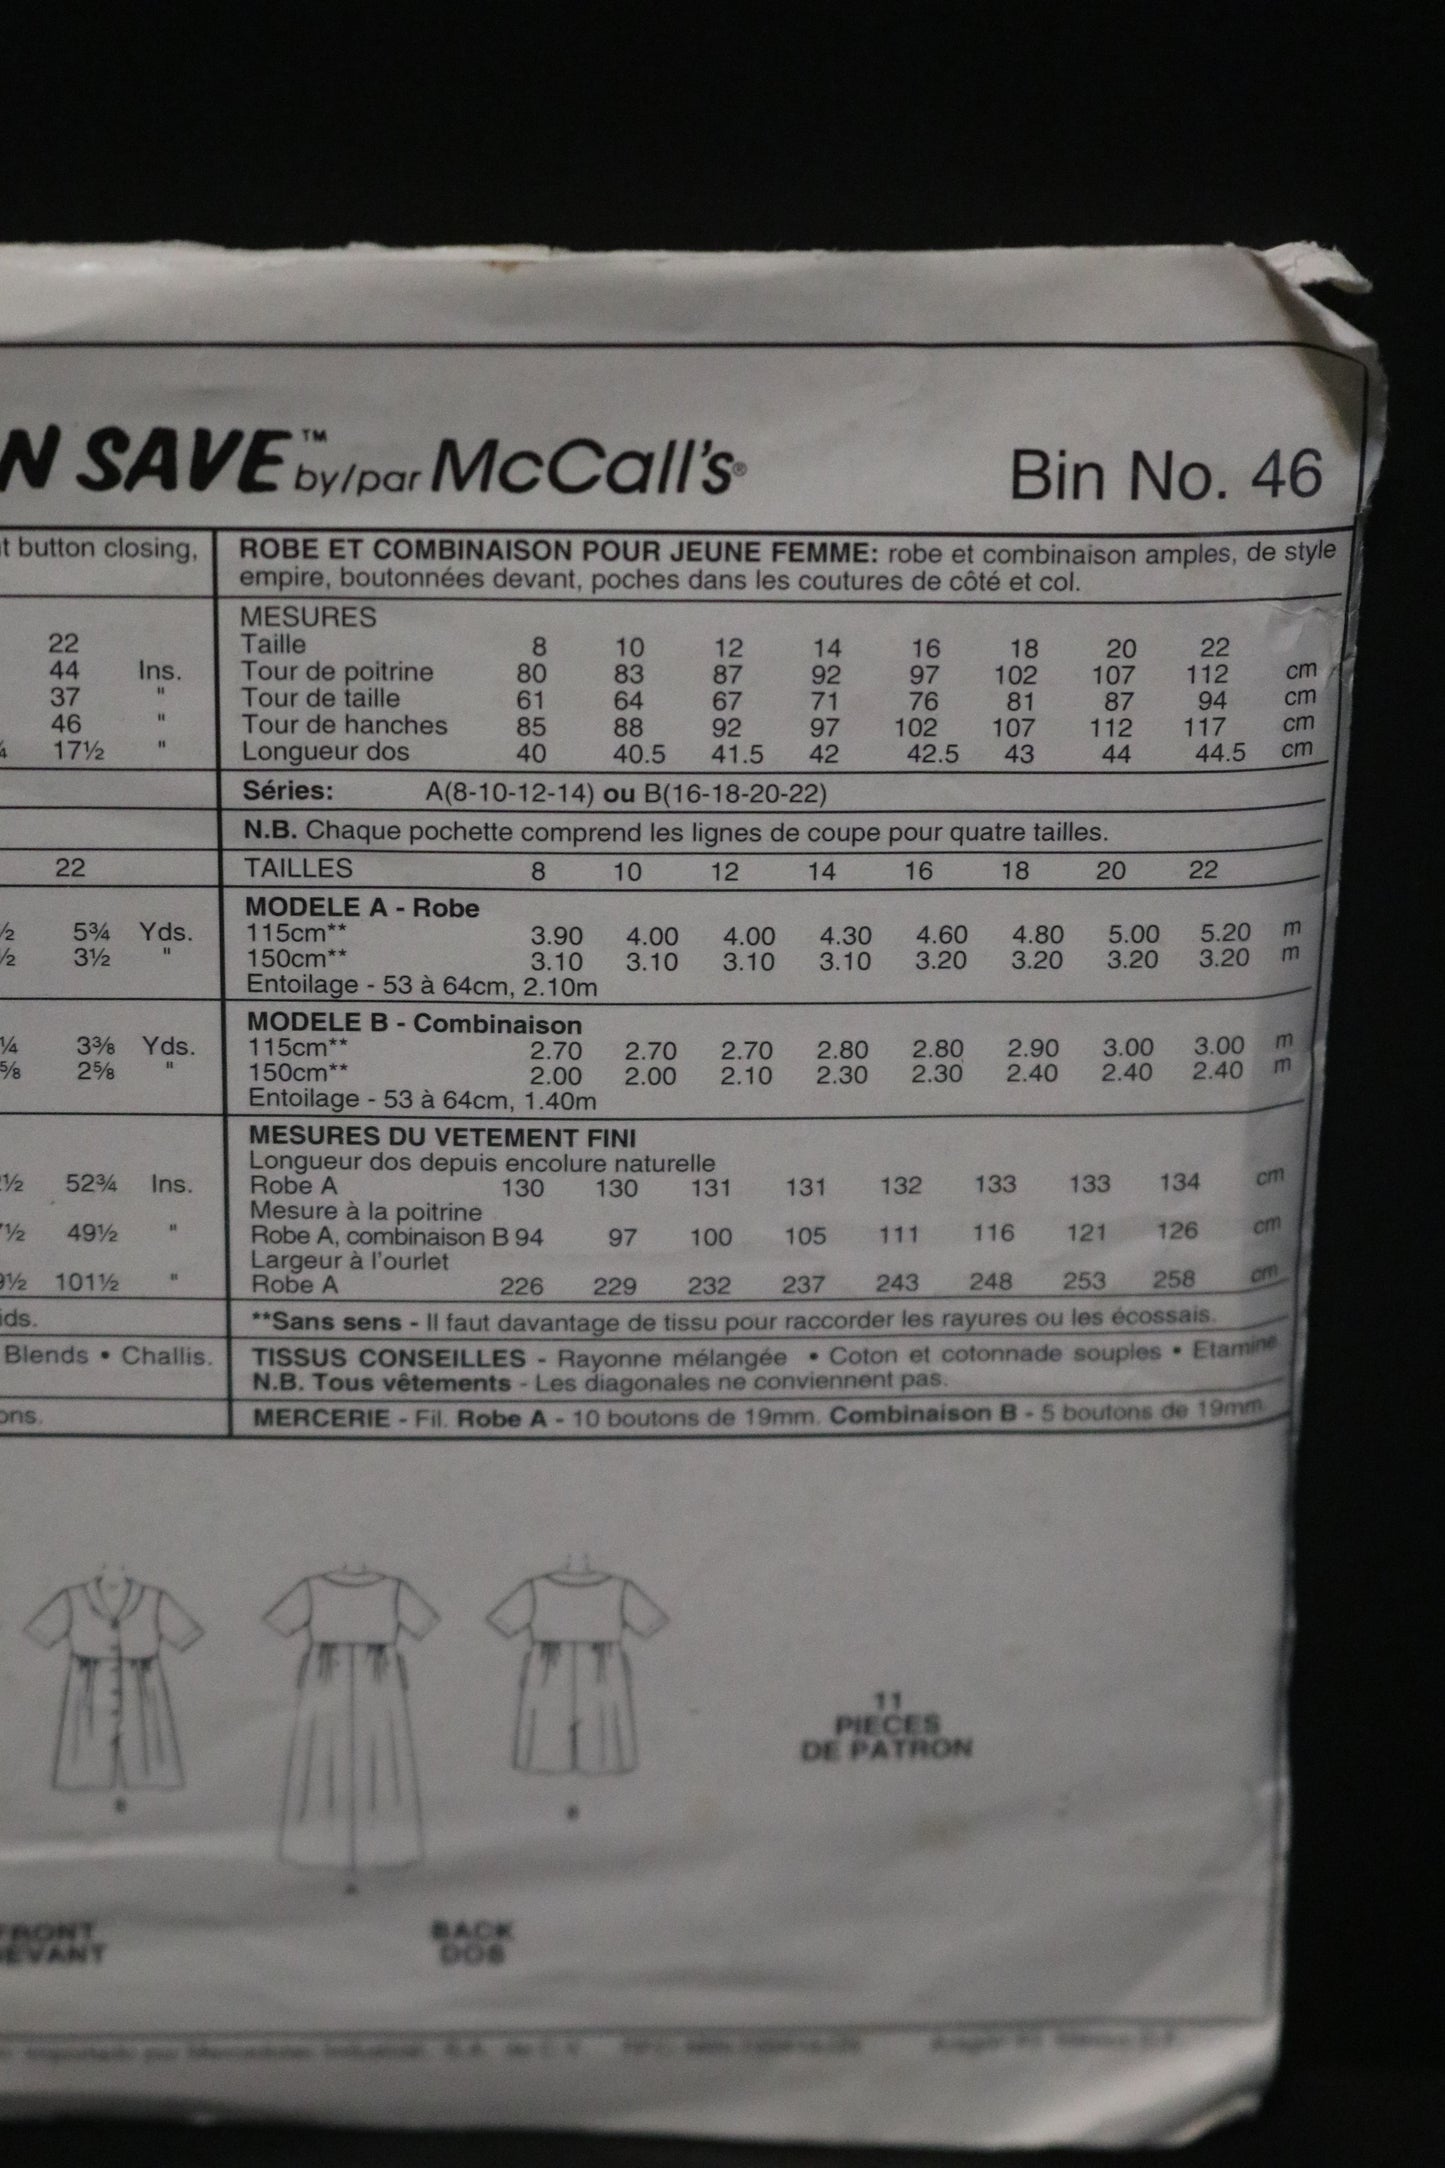 N SAVE™ by/par McCall's® Bin No. 46
t button closing,
22
44 Ins.
37 "
46 "
17½ "
22
½ 5¾ Yds.
½ 3½ "
¼ 3⅜ Yds.
⅝ 2⅝ "
½ 52¾ Ins.
½ 49½ "
9½ 101½ "
ids.
Blends • Challis.
ons.
ROBE ET COMBINAISON POUR JEUNE FEMME: robe et combinaison amples, de style
empire, boutonnées devant, poches dans les coutures de côté et col.
MESURES
Taille 8 10 12 14 16 18 20 22
Tour de poitrine 80 83 87 92 97 102 107 112 cm
Tour de taille 61 64 67 71 76 81 87 94 cm
Tour de hanches 85 88 92 97 102 107 112 117 cm
Longueur dos 40 40.5 41.5 42 42.5 43 44 44.5 cm
Séries: A(8-10-12-14) ou B(16-18-20-22)
N.B. Chaque pochette comprend les lignes de coupe pour quatre tailles.
TAILLES 8 10 12 14 16 18 20 22
MODELE A - Robe
115cm** 3.90 4.00 4.00 4.30 4.60 4.80 5.00 5.20 m
150cm** 3.10 3.10 3.10 3.10 3.20 3.20 3.20 3.20 m
Entoilage - 53 à 64cm, 2.10m
MODELE B - Combinaison
115cm** 2.70 2.70 2.70 2.80 2.80 2.90 3.00 3.00 m
150cm** 2.00 2.00 2.10 2.30 2.30 2.40 2.40 2.40 m
Entoilage - 53 à 64cm, 1.40m
MESURES DU VETEMENT FINI
Longueur dos depuis encolure naturelle
Robe A 130 130 131 131 132 133 133 134 cm
Mesure à la poitrine
Robe A, combinaison B 94 97 100 105 111 116 121 126 cm
Largeur à l'ourlet
Robe A 226 229 232 237 243 248 253 258 cm
**Sans sens - Il faut davantage de tissu pour raccorder les rayures ou les écossais.
TISSUS CONSEILLES - Rayonne mélangée • Coton et cotonnade souples • Etamine
N.B. Tous vêtements - Les diagonales ne conviennent pas.
MERCERIE - Fil. Robe A - 10 boutons de 19mm. Combinaison B - 5 boutons de 19mm.
11
PIECES
DE PATRON
B
B
A
FRONT
DEVANT
BACK
DOS